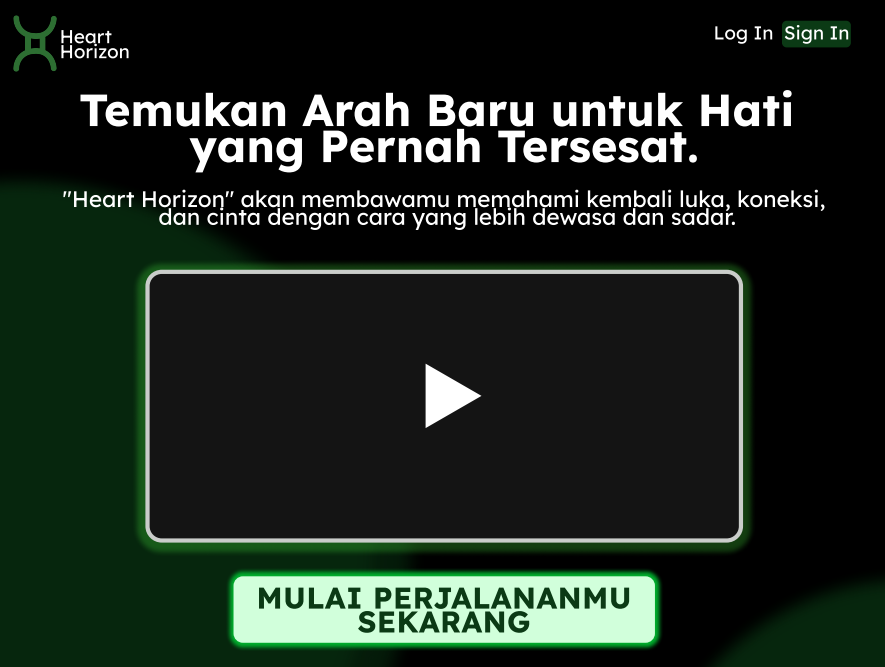 Heart
Horizon
Log In
Sign In
Temukan Arah Baru untuk Hati
yang Pernah Tersesat.
"Heart Horizon" akan membawamu memahami kembali luka, koneksi,
dan cinta dengan cara yang lebih dewasa dan sadar.
MULAI PERJALANANMU
SEKARANG